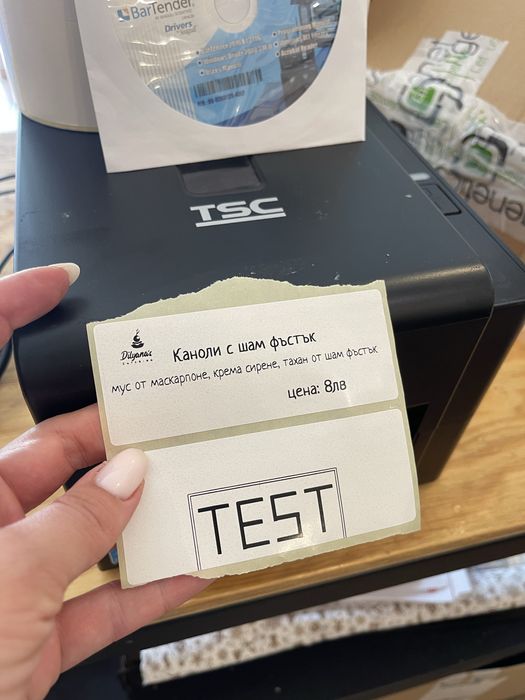 BarTender
Drivers
TSC
Dilyana's
CATERING
Каноли с шам фъстък
мус от маскарпоне, крема сирене, тахан от шам фъстък
цена: 8лв
TEST